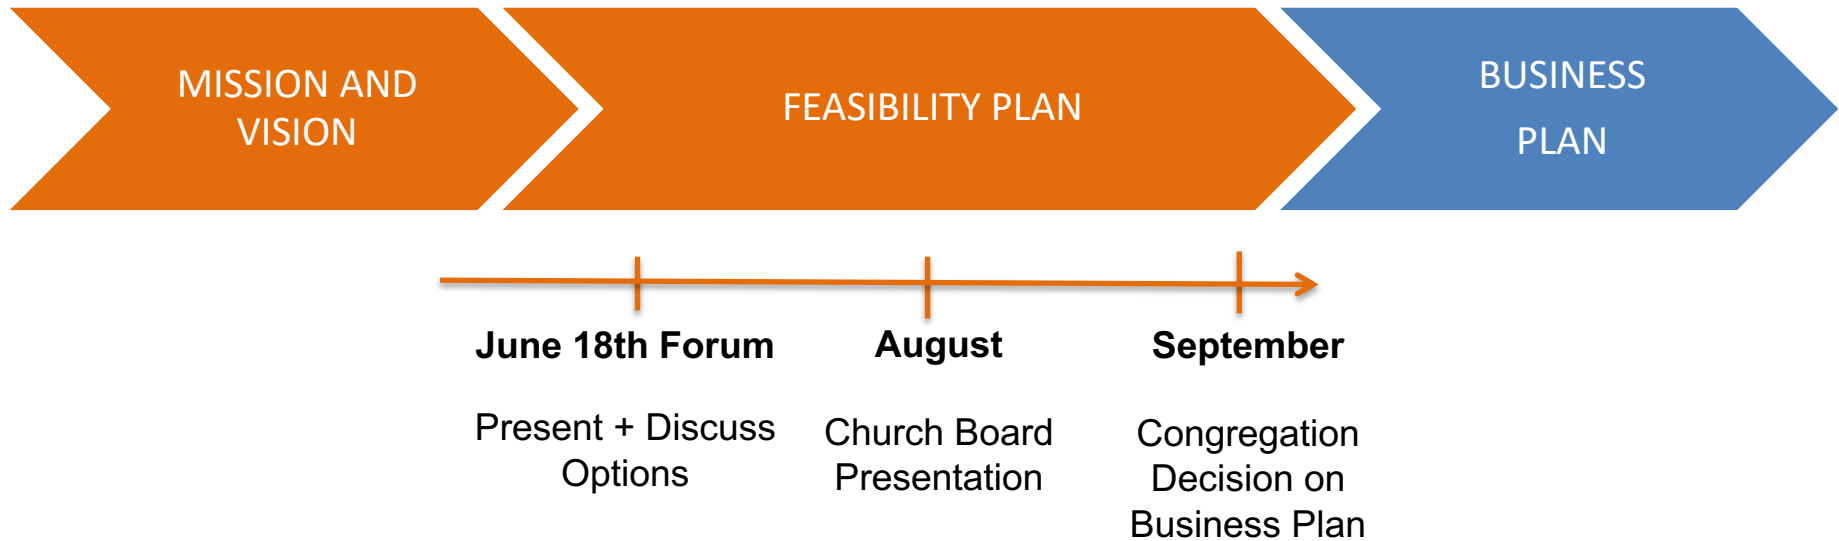 MISSION AND
VISION
FEASIBILITY PLAN
BUSINESS
PLAN
June 18th Forum
August
September
Present + Discuss
Options
Church Board
Presentation
Congregation
Decision on
Business Plan